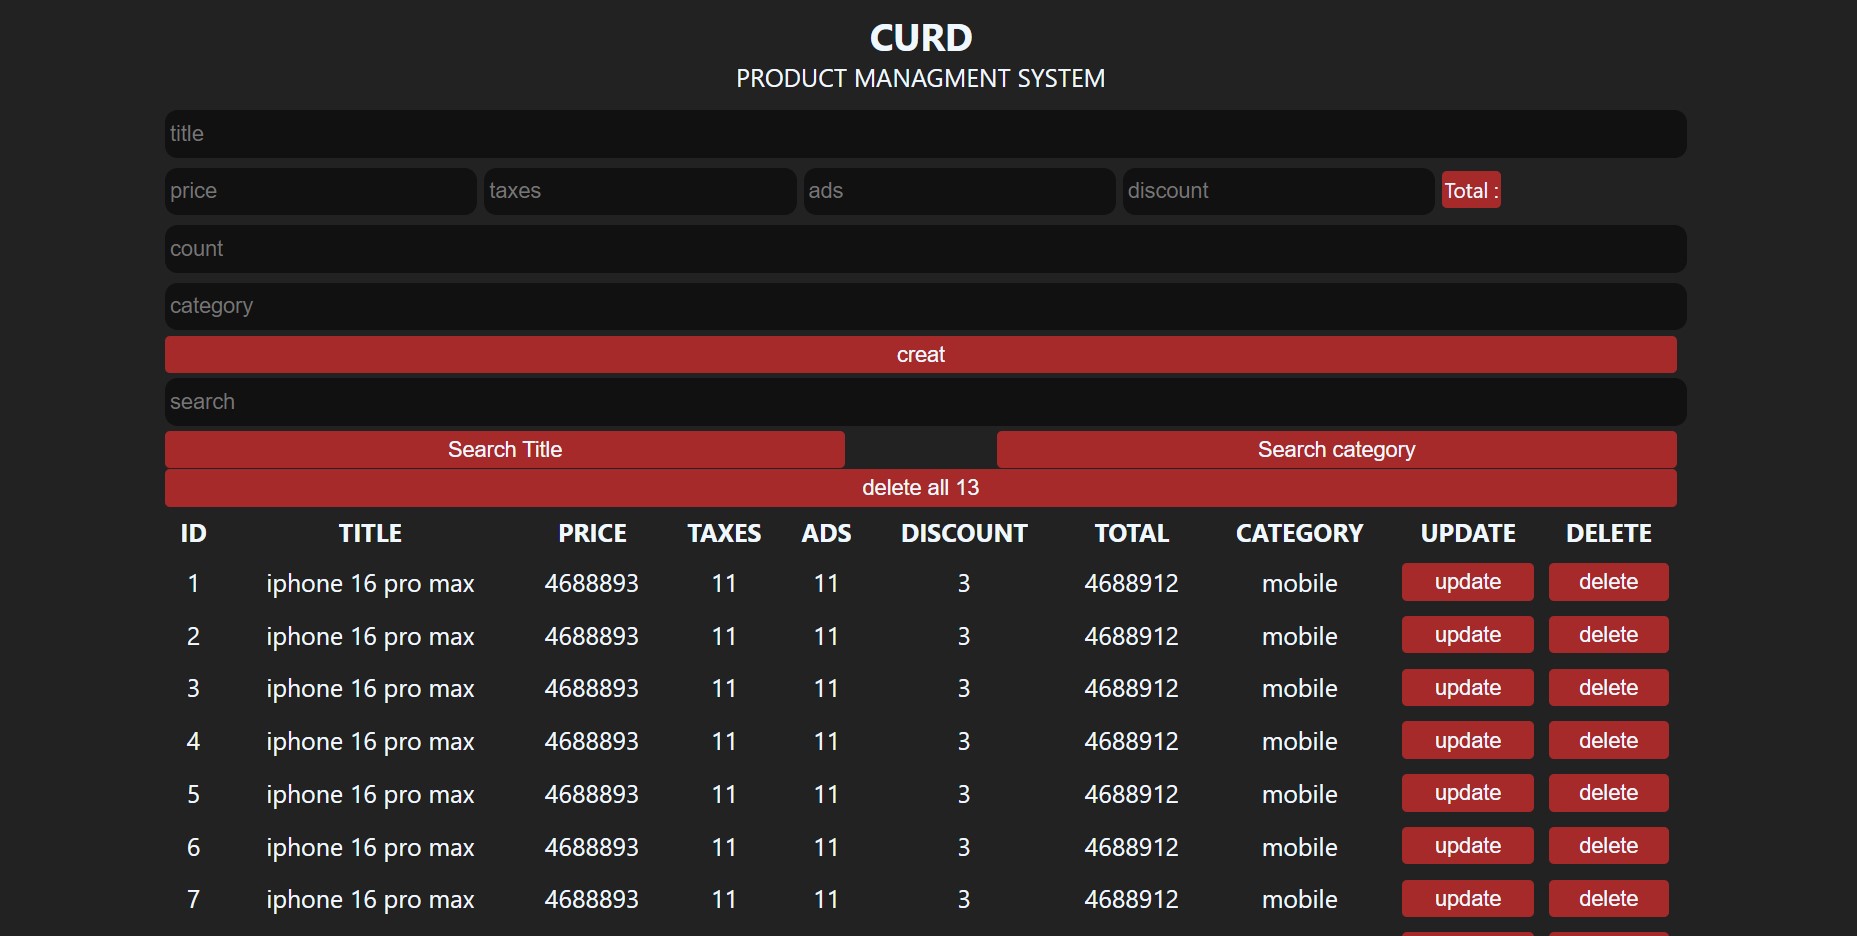 CURD
PRODUCT MANAGMENT SYSTEM
title
price taxes ads discount Total :
count
category
creat
search
Search Title Search category
delete all 13
ID TITLE PRICE TAXES ADS DISCOUNT TOTAL CATEGORY UPDATE DELETE
1 iphone 16 pro max 4688893 11 11 3 4688912 mobile update delete
2 iphone 16 pro max 4688893 11 11 3 4688912 mobile update delete
3 iphone 16 pro max 4688893 11 11 3 4688912 mobile update delete
4 iphone 16 pro max 4688893 11 11 3 4688912 mobile update delete
5 iphone 16 pro max 4688893 11 11 3 4688912 mobile update delete
6 iphone 16 pro max 4688893 11 11 3 4688912 mobile update delete
7 iphone 16 pro max 4688893 11 11 3 4688912 mobile update delete